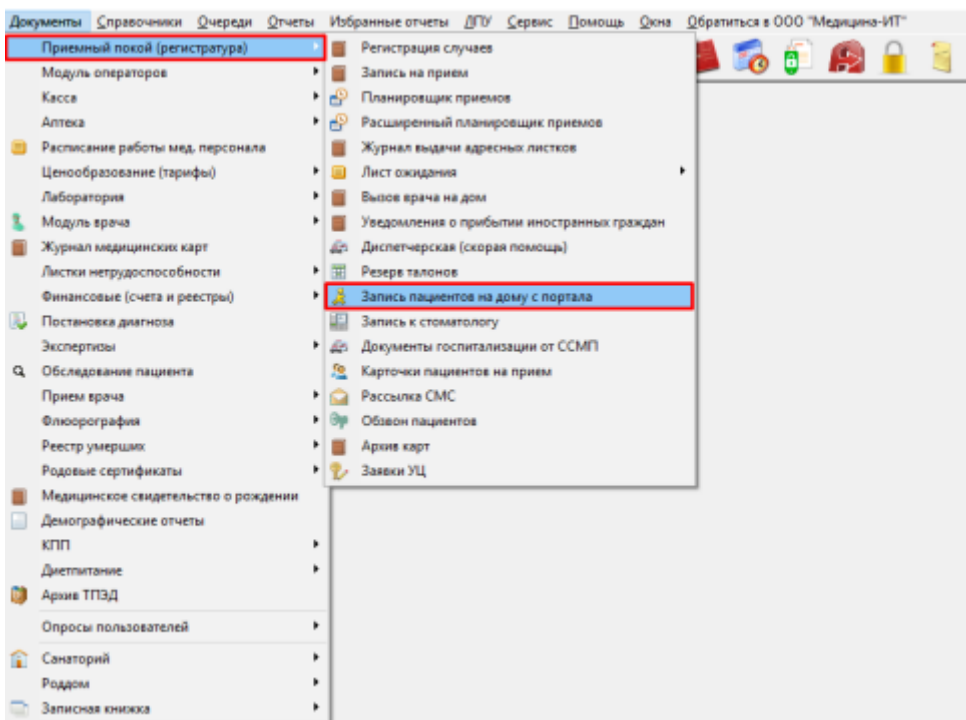 Документы Справочники Очереди Отчеты Избранные отчеты ЛПУ Сервис Помощь Окна Обратиться в ООО "Медицина-ИТ"
Приемный покой (регистратура)
Модуль операторов
Касса
Аптека
Расписание работы мед. персонала
Ценообразование (тарифы)
Лаборатория
Модуль врача
Журнал медицинских карт
Листки нетрудоспособности
Финансовые (счета и реестры)
Постановка диагноза
Экспертизы
Обследование пациента
Прием врача
Флюорография
Реестр умерших
Родовые сертификаты
Медицинское свидетельство о рождении
Демографические отчеты
КПП
Диетпитание
Архив ТПЭД
Опросы пользователей
Санаторий
Роддом
Записная книжка
Регистрация случаев
Запись на прием
Планировщик приемов
Расширенный планировщик приемов
Журнал выдачи адресных листков
Лист ожидания
Вызов врача на дом
Уведомления о прибытии иностранных граждан
Диспетчерская (скорая помощь)
Резерв талонов
Запись пациентов на дому с портала
Запись к стоматологу
Документы госпитализации от ССМП
Карточки пациентов на прием
Рассылка СМС
Обзвон пациентов
Архив карт
Заявки УЦ